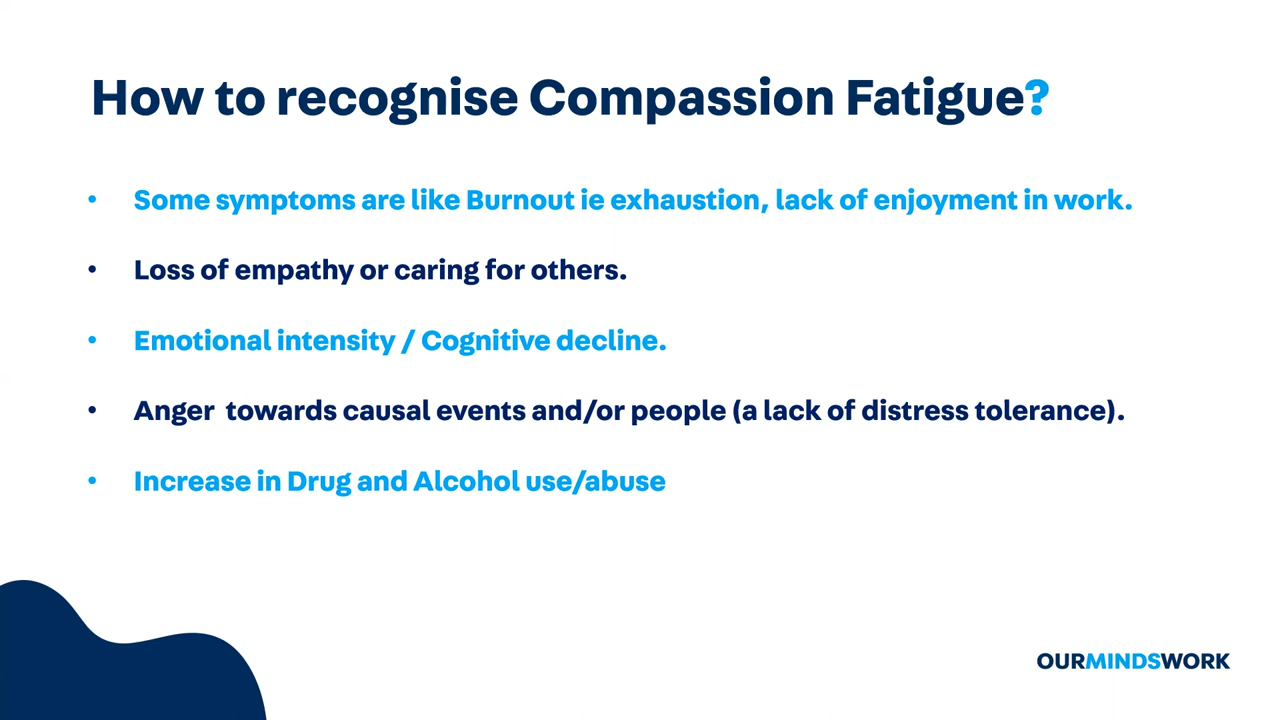 How to recognise Compassion Fatigue?
• Some symptoms are like Burnout ie exhaustion, lack of enjoyment in work.
• Loss of empathy or caring for others.
• Emotional intensity / Cognitive decline.
• Anger  towards causal events and/or people (a lack of distress tolerance).
• Increase in Drug and Alcohol use/abuse
OURMINDSWORK